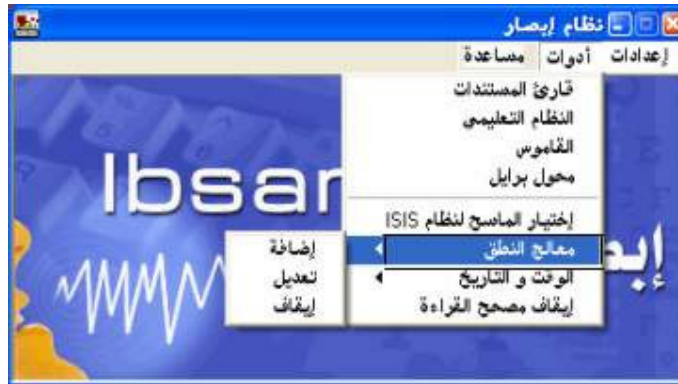 نظام إبصار
إعدادات أدوات مساعدة
قارئ المستندات
النظام التعليمي
القاموس
محول برايل
إختيار الماسح لنظام ISIS
معالج النطق
الوقت و التاريخ
إيقاف مصحح القراءة
إضافة
تعديل
إيقاف
Ibsar